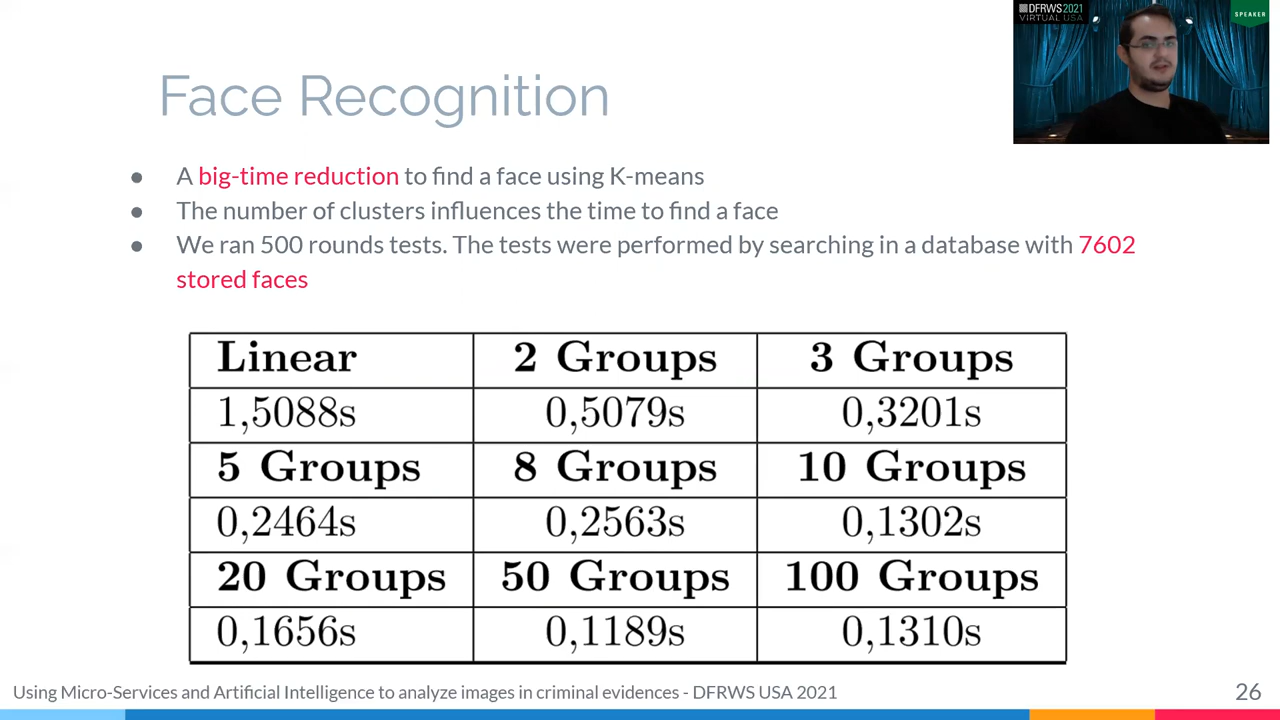 DFRWS2021
VIRTUAL USA
SPEAKER
Face Recognition
● A big-time reduction to find a face using K-means
● The number of clusters influences the time to find a face
● We ran 500 rounds tests. The tests were performed by searching in a database with 7602
stored faces
Linear 2 Groups 3 Groups
1,5088s 0,5079s 0,3201s
5 Groups 8 Groups 10 Groups
0,2464s 0,2563s 0,1302s
20 Groups 50 Groups 100 Groups
0,1656s 0,1189s 0,1310s
Using Micro-Services and Artificial Intelligence to analyze images in criminal evidences - DFRWS USA 2021 26